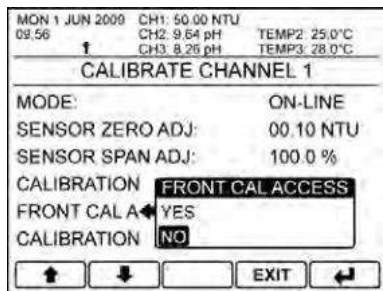 MON 1 JUN 2009 CH1: 50.00 NTU
09:56 CH2: 9.64 pH TEMP2: 25.0°C
CH3: 8.26 pH TEMP3: 28.0°C
CALIBRATE CHANNEL 1
MODE: ON-LINE
SENSOR ZERO ADJ: 00.10 NTU
SENSOR SPAN ADJ: 100.0 %
CALIBRATION FRONT CAL ACCESS
FRONT CAL A YES
CALIBRATION NO
EXIT